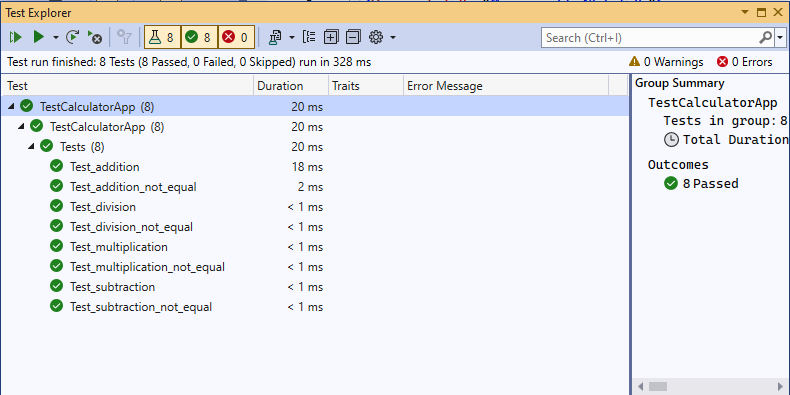 Test Explorer
8 8 0
Search (Ctrl+I)
Test run finished: 8 Tests (8 Passed, 0 Failed, 0 Skipped) run in 328 ms
0 Warnings 0 Errors
Test Duration Traits Error Message
TestCalculatorApp (8) 20 ms
TestCalculatorApp (8) 20 ms
Tests (8) 20 ms
Test_addition 18 ms
Test_addition_not_equal 2 ms
Test_division < 1 ms
Test_division_not_equal < 1 ms
Test_multiplication < 1 ms
Test_multiplication_not_equal < 1 ms
Test_subtraction < 1 ms
Test_subtraction_not_equal < 1 ms
Group Summary
TestCalculatorApp
Tests in group: 8
Total Duration
Outcomes
8 Passed